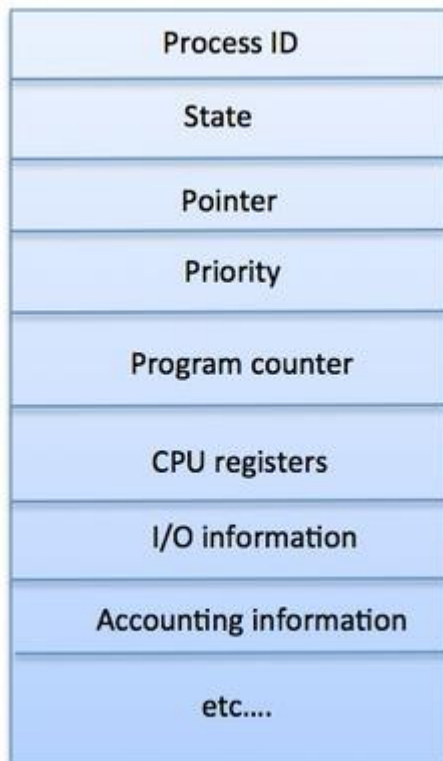 Process ID
State
Pointer
Priority
Program counter
CPU registers
I/O information
Accounting information
etc....